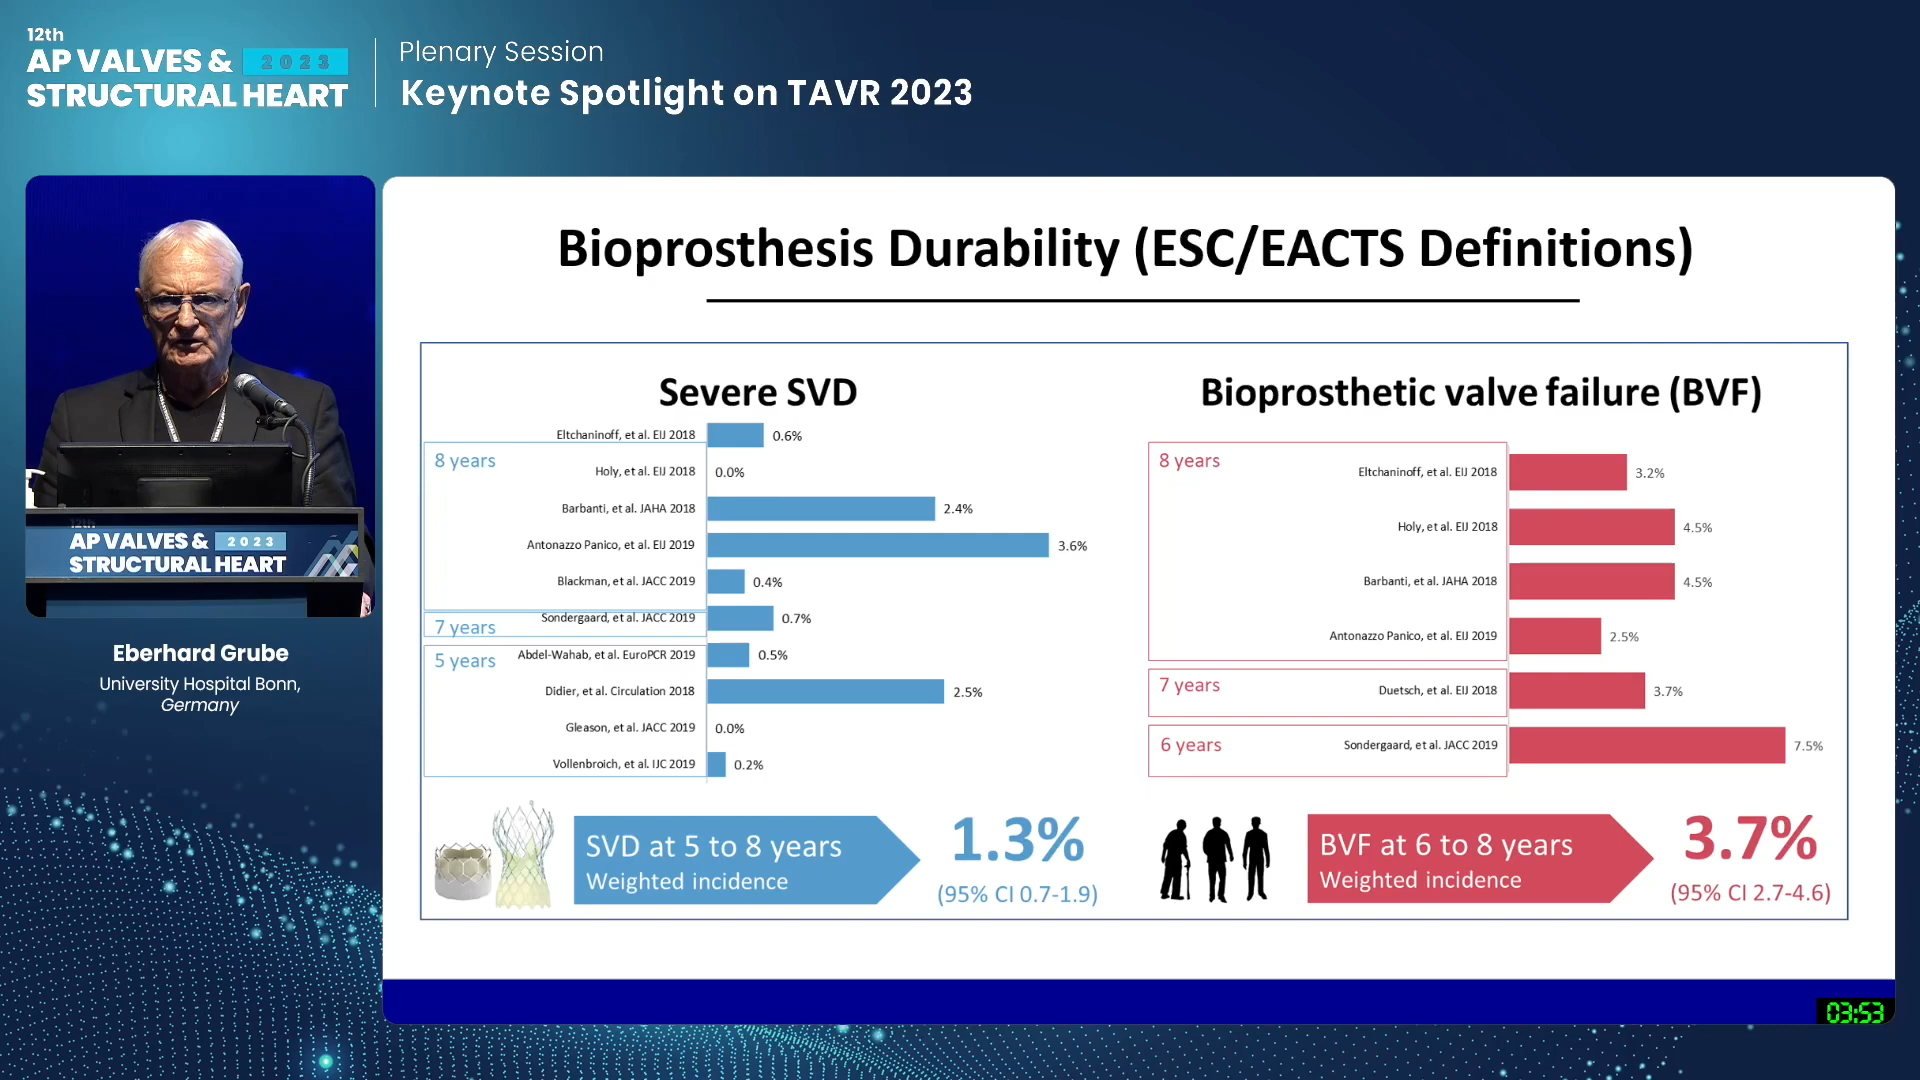 12th
AP VALVES & 2023
STRUCTURAL HEART
Plenary Session
Keynote Spotlight on TAVR 2023
12th
AP VALVES & 2023
STRUCTURAL HEART
Eberhard Grube
University Hospital Bonn,
Germany
Bioprosthesis Durability (ESC/EACTS Definitions)
Severe SVD
Eltchaninoff, et al. EIJ 2018 0.6%
8 years
Holy, et al. EIJ 2018 0.0%
Barbanti, et al. JAHA 2018 2.4%
Antonazzo Panico, et al. EIJ 2019 3.6%
Blackman, et al. JACC 2019 0.4%
7 years
Sondergaard, et al. JACC 2019 0.7%
5 years
Abdel-Wahab, et al. EuroPCR 2019 0.5%
Didier, et al. Circulation 2018 2.5%
Gleason, et al. JACC 2019 0.0%
Vollenbroich, et al. IJC 2019 0.2%
SVD at 5 to 8 years
Weighted incidence
1.3%
(95% CI 0.7-1.9)
Bioprosthetic valve failure (BVF)
8 years
Eltchaninoff, et al. EIJ 2018 3.2%
Holy, et al. EIJ 2018 4.5%
Barbanti, et al. JAHA 2018 4.5%
Antonazzo Panico, et al. EIJ 2019 2.5%
7 years
Duetsch, et al. EIJ 2018 3.7%
6 years
Sondergaard, et al. JACC 2019 7.5%
BVF at 6 to 8 years
Weighted incidence
3.7%
(95% CI 2.7-4.6)
03:53